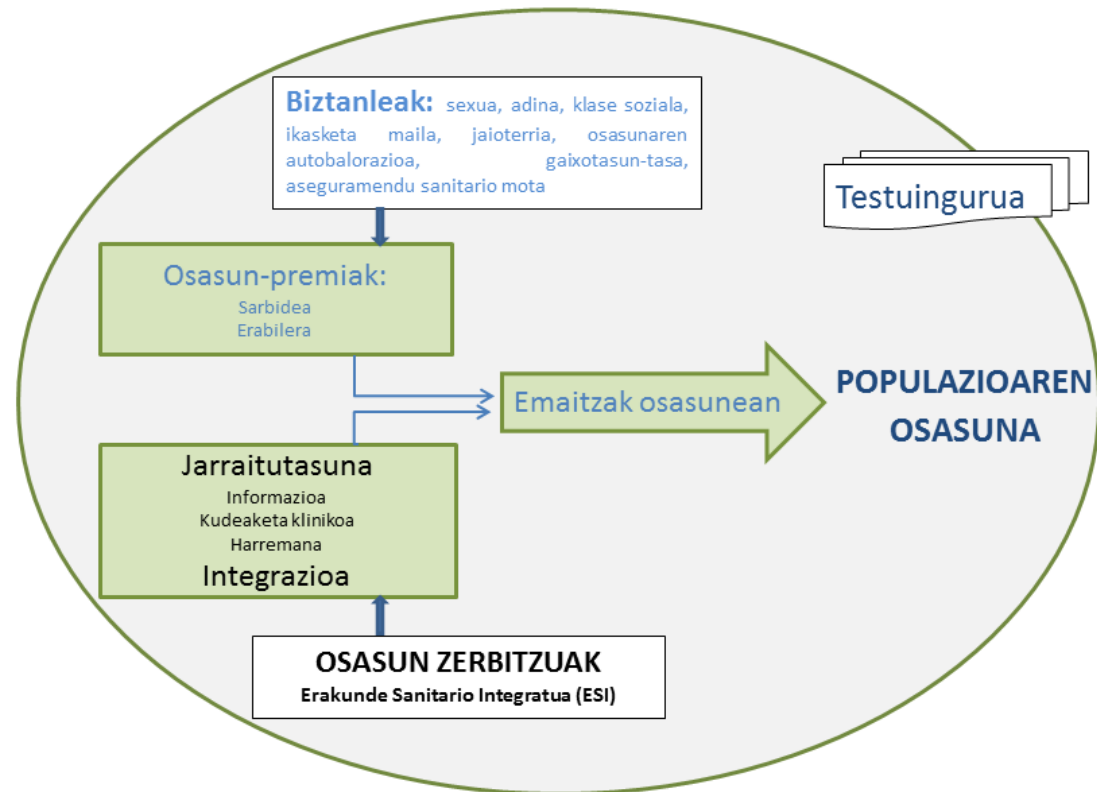 Biztanleak: sexua, adina, klase soziala,
ikasketa maila, jaioterria, osasunaren
autobalorazioa, gaixotasun-tasa,
aseguramendu sanitario mota
Testuingurua
Osasun-premiak:
Sarbidea
Erabilera
Emaitzak osasunean
POPULAZIOAREN
OSASUNA
Jarraitutasuna
Informazioa
Kudeaketa klinikoa
Harremana
Integrazioa
OSASUN ZERBITZUAK
Erakunde Sanitario Integratua (ESI)